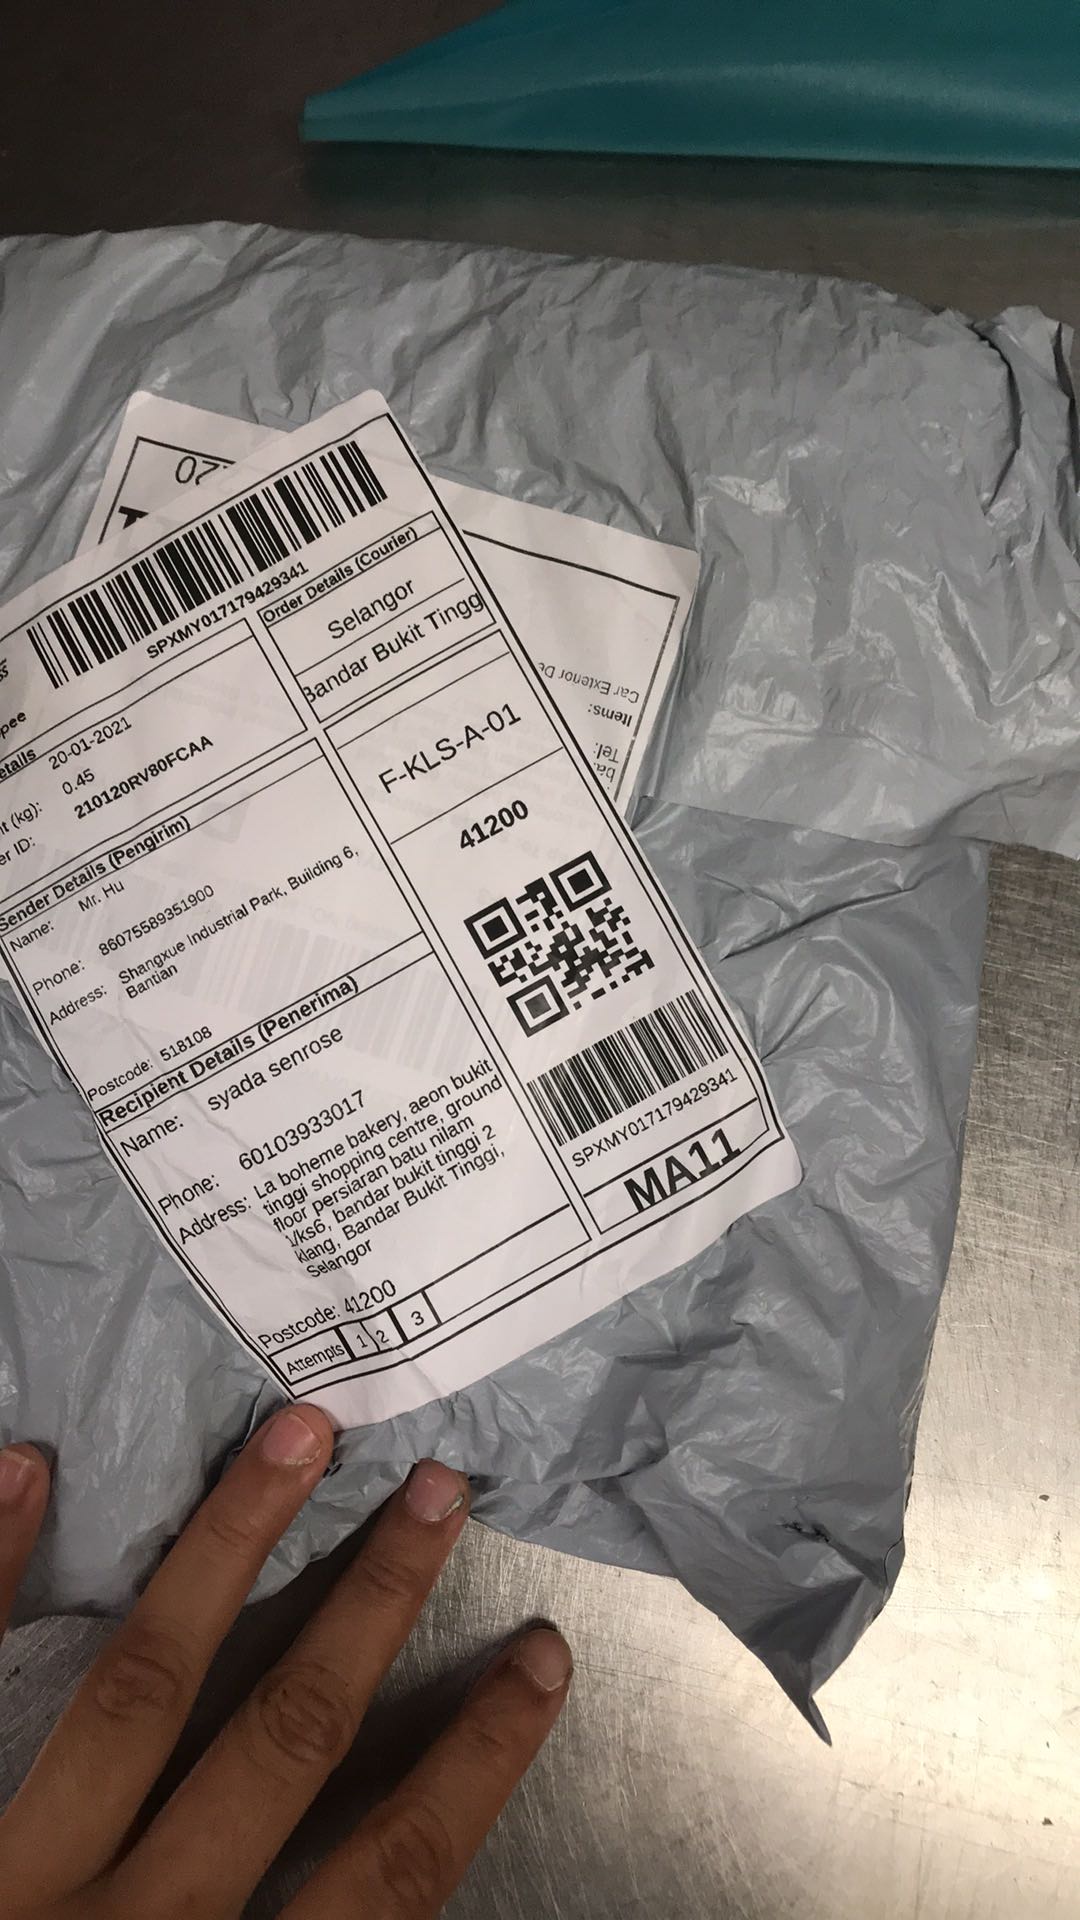 07
SPXMY017179429341
Order Details (Courier)
Selangor
Bandar Bukit Tingg
20-01-2021
0.45
210120RV80FCAA
Sender Details (Pengirim)
Name: Mr. Hu
Phone: 86075589351900
Address: Shangxue Industrial Park, Building 6,
Bantian
Postcode: 518108
Recipient Details (Penerima)
Name: syada senrose
Phone: 60103933017
Address: La boheme bakery, aeon bukit
tinggi shopping centre, ground
floor persiaran batu nilam
1/ks6, bandar bukit tinggi 2
klang, Bandar Bukit Tinggi,
Selangor
Postcode: 41200
Attempts 1 2 3
F-KLS-A-01
41200
SPXMY017179429341
MA11
Items:
Car Exterior De
Tel: